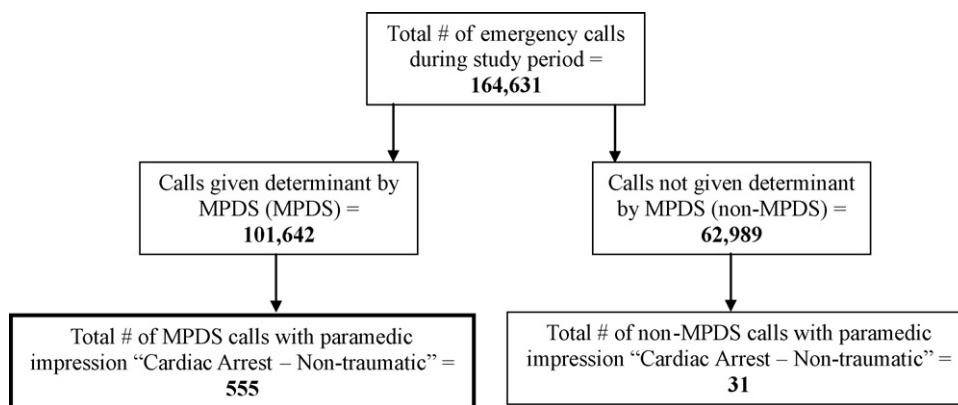 Total # of emergency calls
during study period =
164,631
Calls given determinant by
MPDS (MPDS) =
101,642
Calls not given determinant
by MPDS (non-MPDS) =
62,989
Total # of MPDS calls with paramedic
impression “Cardiac Arrest – Non-traumatic” =
555
Total # of non-MPDS calls with paramedic
impression “Cardiac Arrest – Non-traumatic” =
31